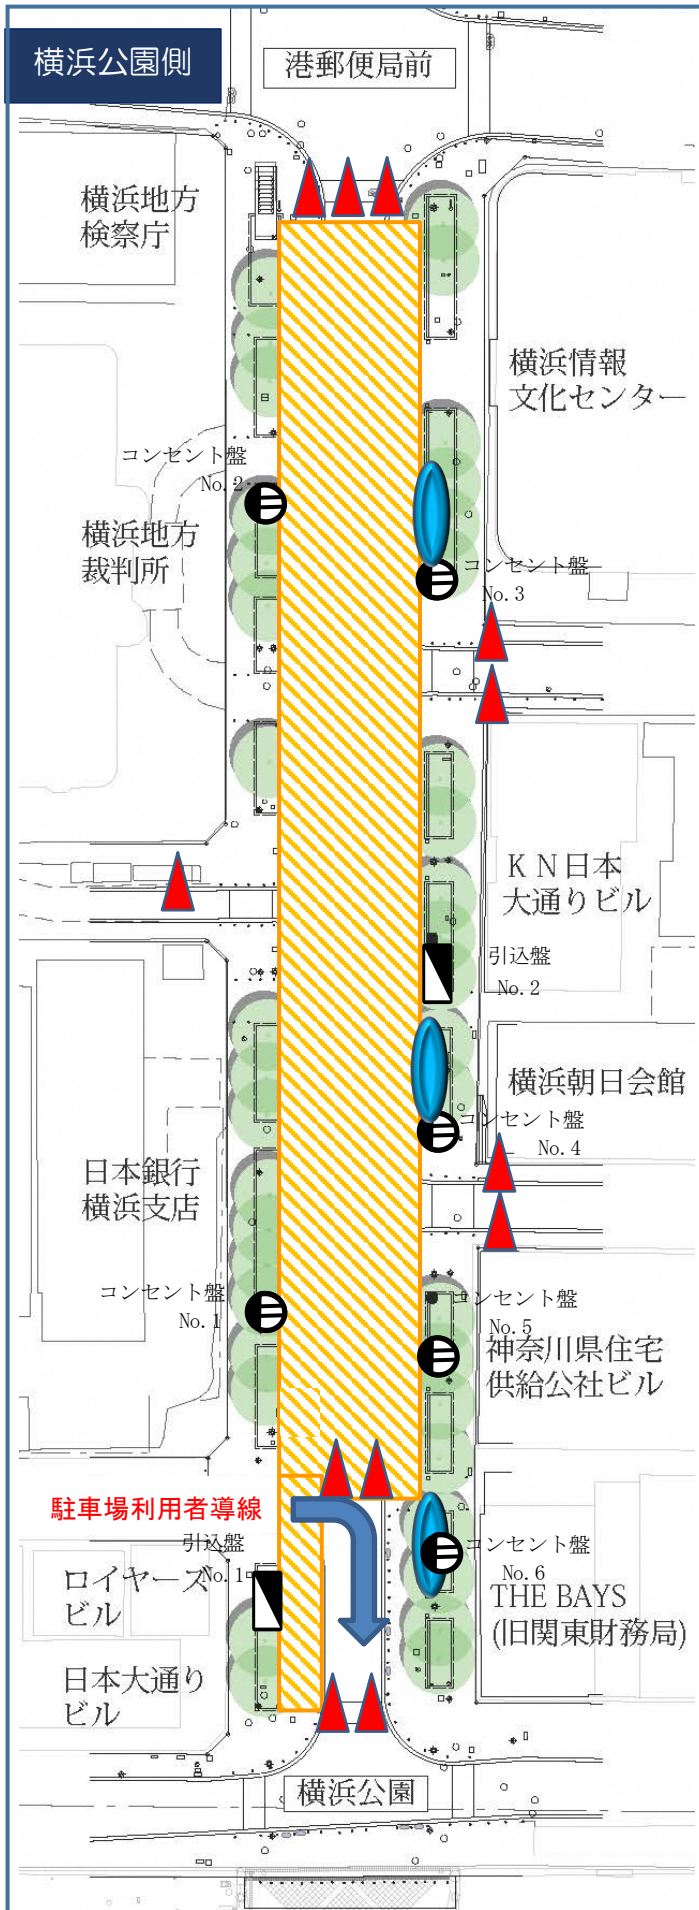 横浜公園側
港郵便局前
横浜地方
検察庁
横浜情報
文化センター
コンセント盤
No.2
横浜地方
裁判所
コンセント盤
No.3
KN日本
大通りビル
引込盤
No.2
横浜朝日会館
コンセント盤
No.4
日本銀行
横浜支店
コンセント盤
No.1
コンセント盤
No.5
神奈川県住宅
供給公社ビル
駐車場利用者導線
引込盤
No.1
コンセント盤
No.6
ロイヤーズ
ビル
THE BAYS
(旧関東財務局)
日本大通り
ビル
横浜公園